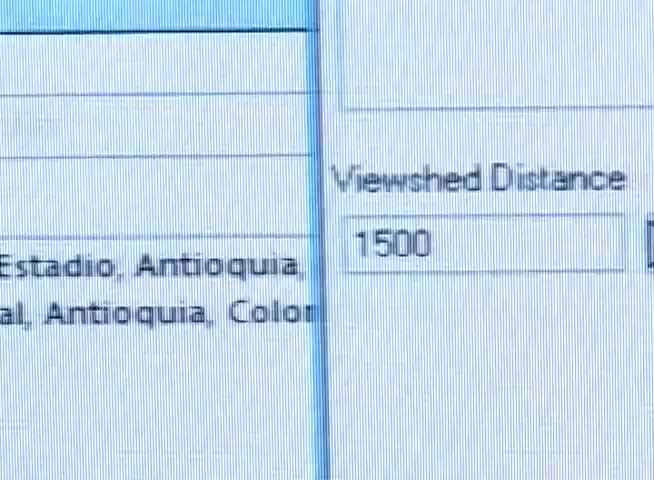 Viewshed Distance
1500
Estadio, Antioquia,
al, Antioquia, Color